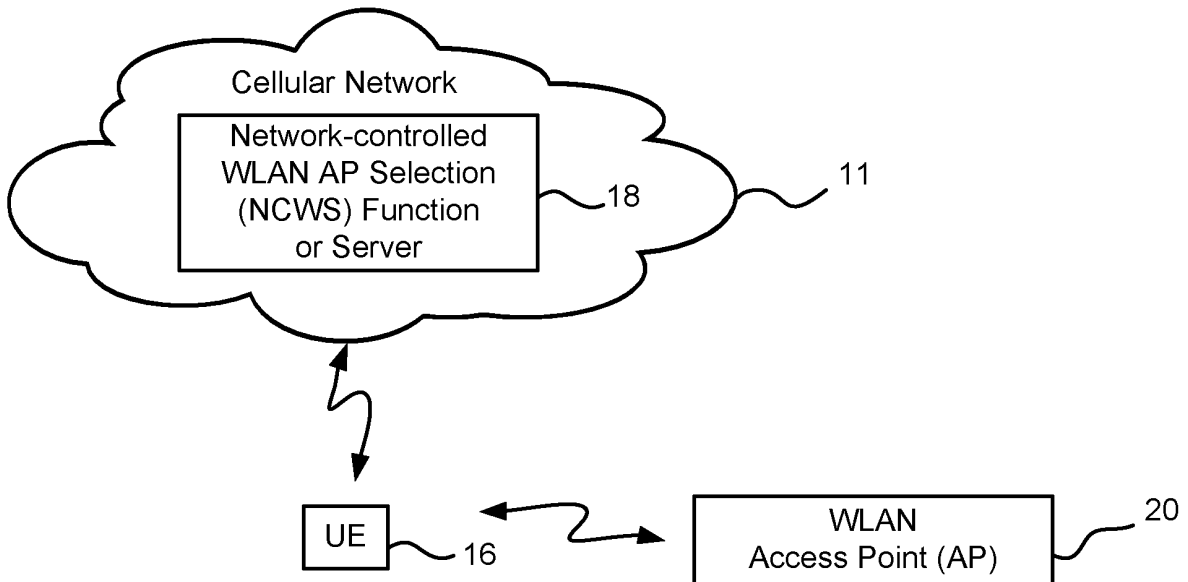 Cellular Network
Network-controlled
WLAN AP Selection
(NCWS) Function
or Server
18
11
UE
16
WLAN
Access Point (AP)
20